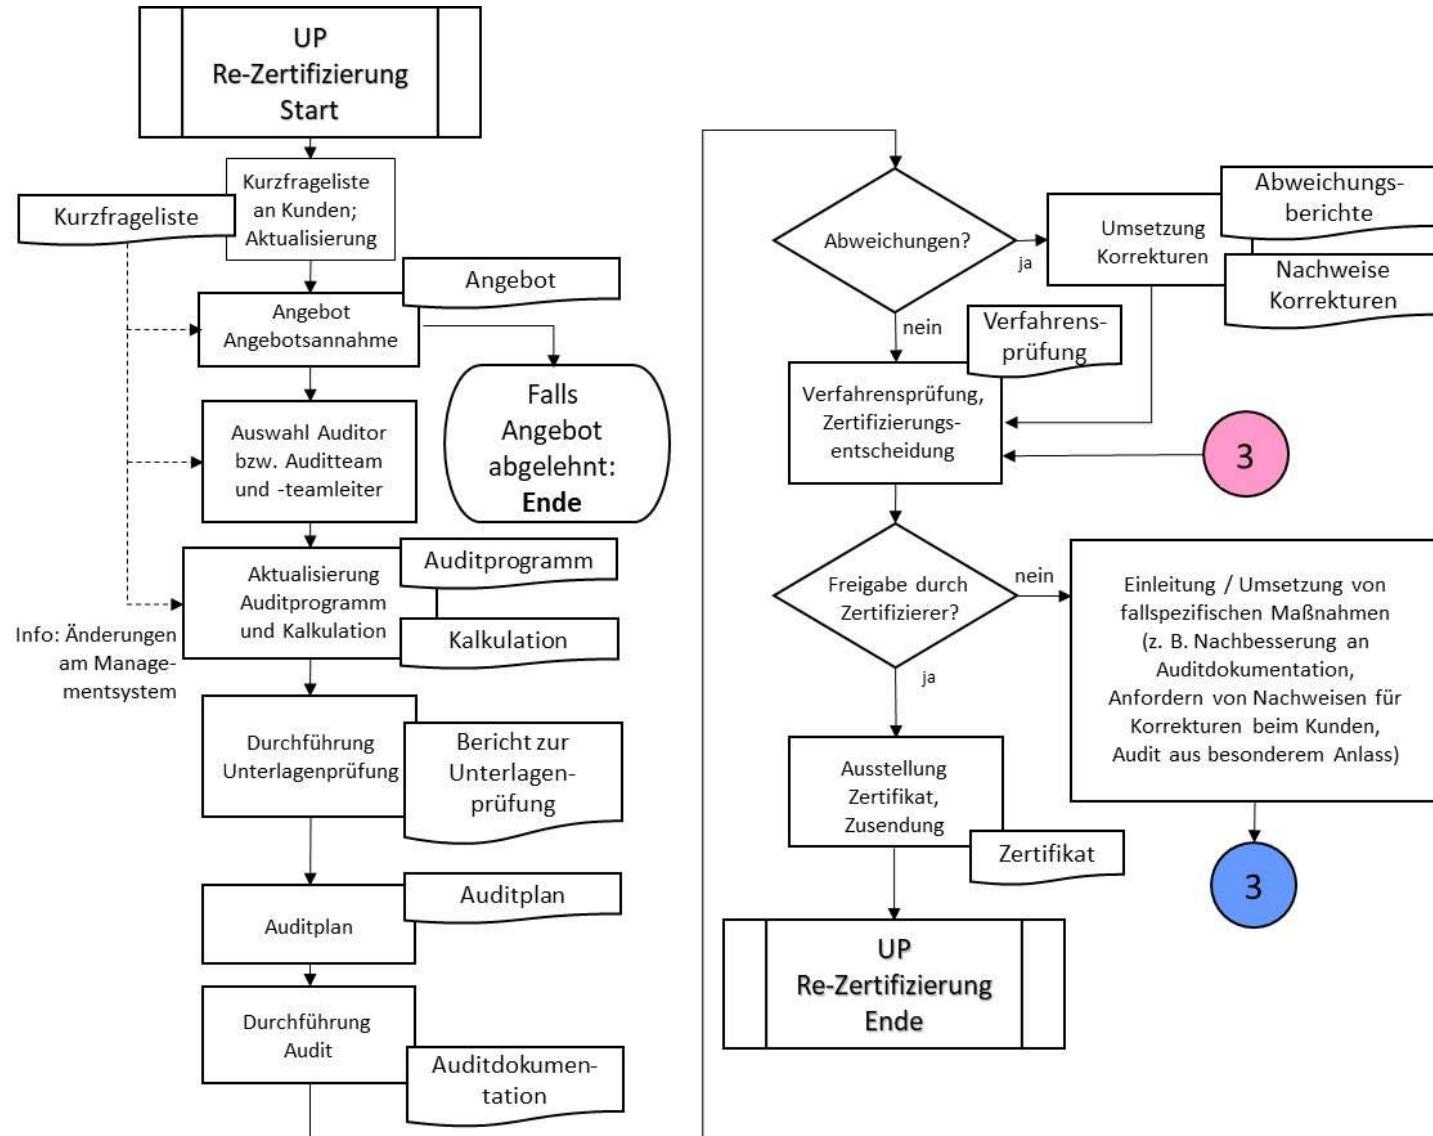 UP
Re-Zertifizierung
Start
Kurzfrageliste
an Kunden;
Aktualisierung
Kurzfrageliste
Angebot
Angebot
Angebotsannahme
Falls
Angebot
abgelehnt:
Ende
Auswahl Auditor
bzw. Auditteam
und -teamleiter
Auditprogramm
Aktualisierung
Auditprogramm
und Kalkulation
Kalkulation
Info: Änderungen
am Manage-
mentsystem
Durchführung
Unterlagenprüfung
Bericht zur
Unterlagen-
prüfung
Auditplan
Auditplan
Durchführung
Audit
Auditdokumen-
tation
Abweichungen?
ja
nein
Umsetzung
Korrekturen
Abweichungs-
berichte
Nachweise
Korrekturen
Verfahrens-
prüfung
Verfahrensprüfung,
Zertifizierungs-
entscheidung
3
Freigabe durch
Zertifizierer?
nein
ja
Einleitung / Umsetzung von
fallspezifischen Maßnahmen
(z. B. Nachbesserung an
Auditdokumentation,
Anfordern von Nachweisen für
Korrekturen beim Kunden,
Audit aus besonderem Anlass)
3
Ausstellung
Zertifikat,
Zusendung
Zertifikat
UP
Re-Zertifizierung
Ende